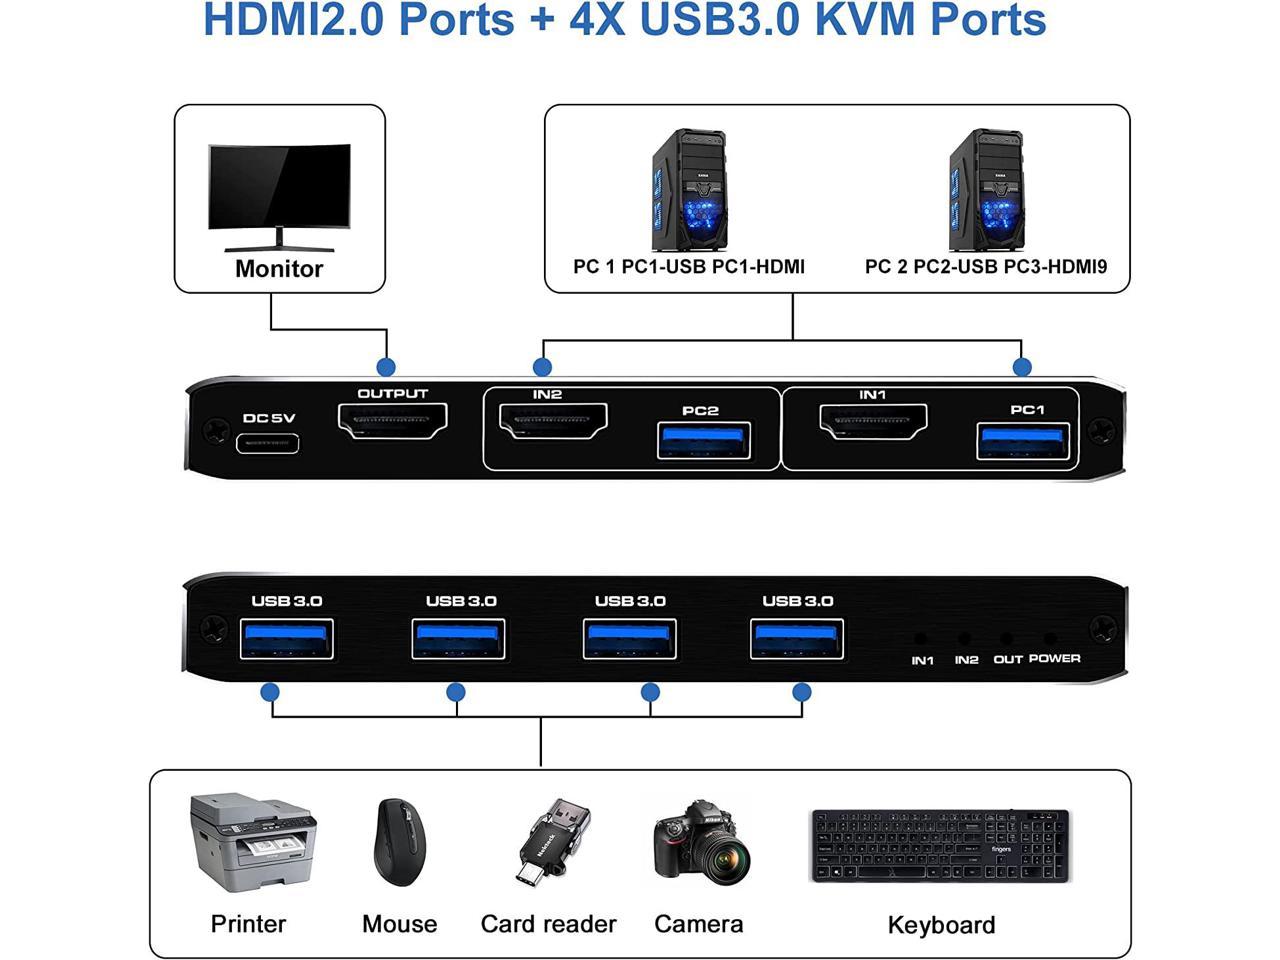 HDMI2.0 Ports + 4X USB3.0 KVM Ports
Monitor
PC 1 PC1-USB PC1-HDMI
PC 2 PC2-USB PC3-HDMI9
DC 5V
OUTPUT
IN2
PC2
IN1
PC1
USB 3.0
USB 3.0
USB 3.0
USB 3.0
IN1
IN2
OUT
POWER
Nikon
fingers
Printer
Mouse
Card reader
Camera
Keyboard